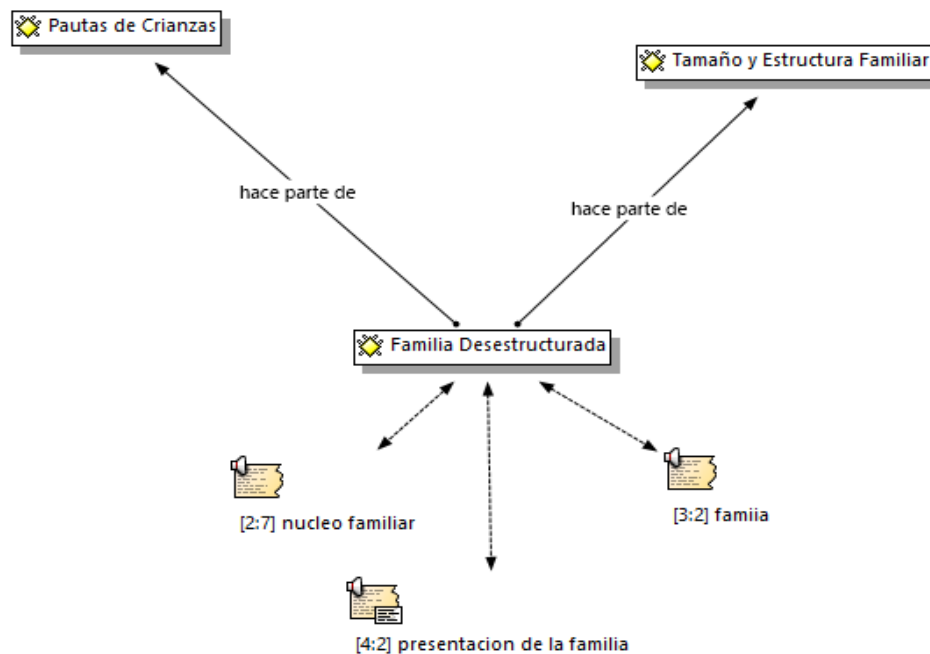 Pautas de Crianzas
Tamaño y Estructura Familiar
hace parte de
hace parte de
Familia Desestructurada
[2:7] nucleo familiar
[3:2] famiia
[4:2] presentacion de la familia